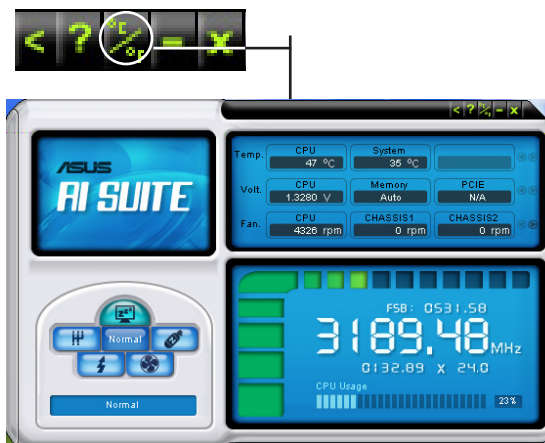 < ? °C/°F - x
< ? °C/°F - x
ASUS
AI SUITE
Temp. CPU 47 °C System 35 °C
Volt. CPU 1.3280 V Memory Auto PCIE N/A
Fan. CPU 4326 rpm CHASSIS1 0 rpm CHASSIS2 0 rpm
FSB: 0531.58
3189.48 MHz
0132.89 x 24.0
CPU Usage
23%
zzz
Normal
Normal